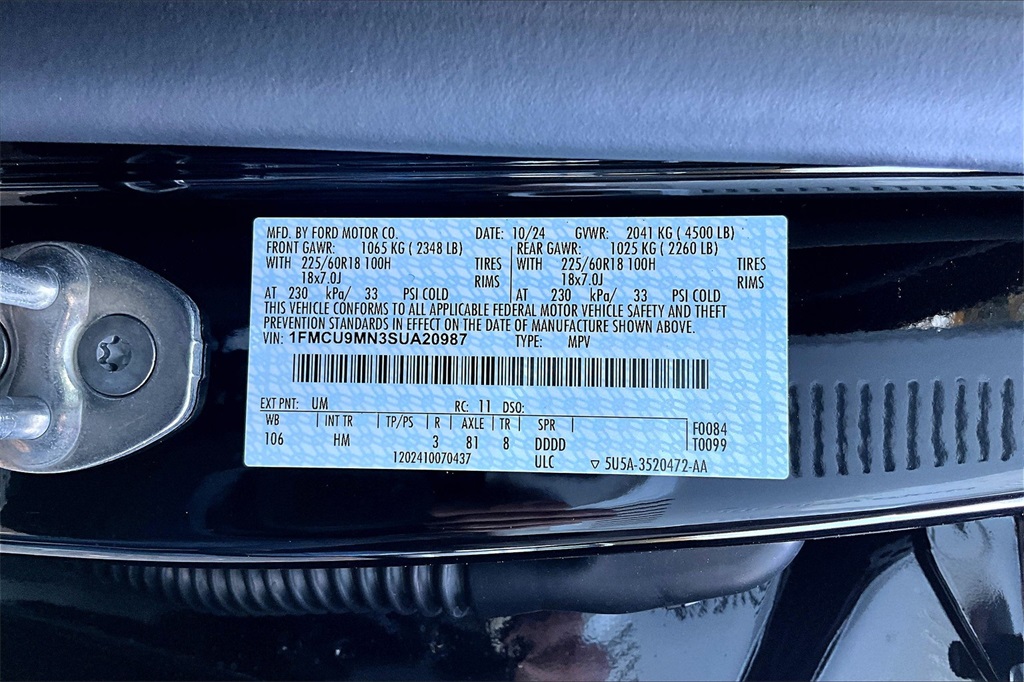 MFD. BY FORD MOTOR CO. DATE: 10/24 GVWR: 2041 KG ( 4500 LB)
FRONT GAWR: 1065 KG ( 2348 LB) REAR GAWR: 1025 KG ( 2260 LB)
WITH 225/60R18 100H TIRES WITH 225/60R18 100H TIRES
18x7.0J RIMS 18x7.0J RIMS
AT 230 kPa/ 33 PSI COLD AT 230 kPa/ 33 PSI COLD
THIS VEHICLE CONFORMS TO ALL APPLICABLE FEDERAL MOTOR VEHICLE SAFETY AND THEFT
PREVENTION STANDARDS IN EFFECT ON THE DATE OF MANUFACTURE SHOWN ABOVE.
VIN: 1FMCU9MN3SUA20987 TYPE: MPV
EXT PNT: UM RC: 11 DSO:
WB INT TR TP/PS R AXLE TR SPR F0084
106 HM 3 81 8 DDDD T0099
1202410070437 ULC ▽ 5U5A-3520472-AA